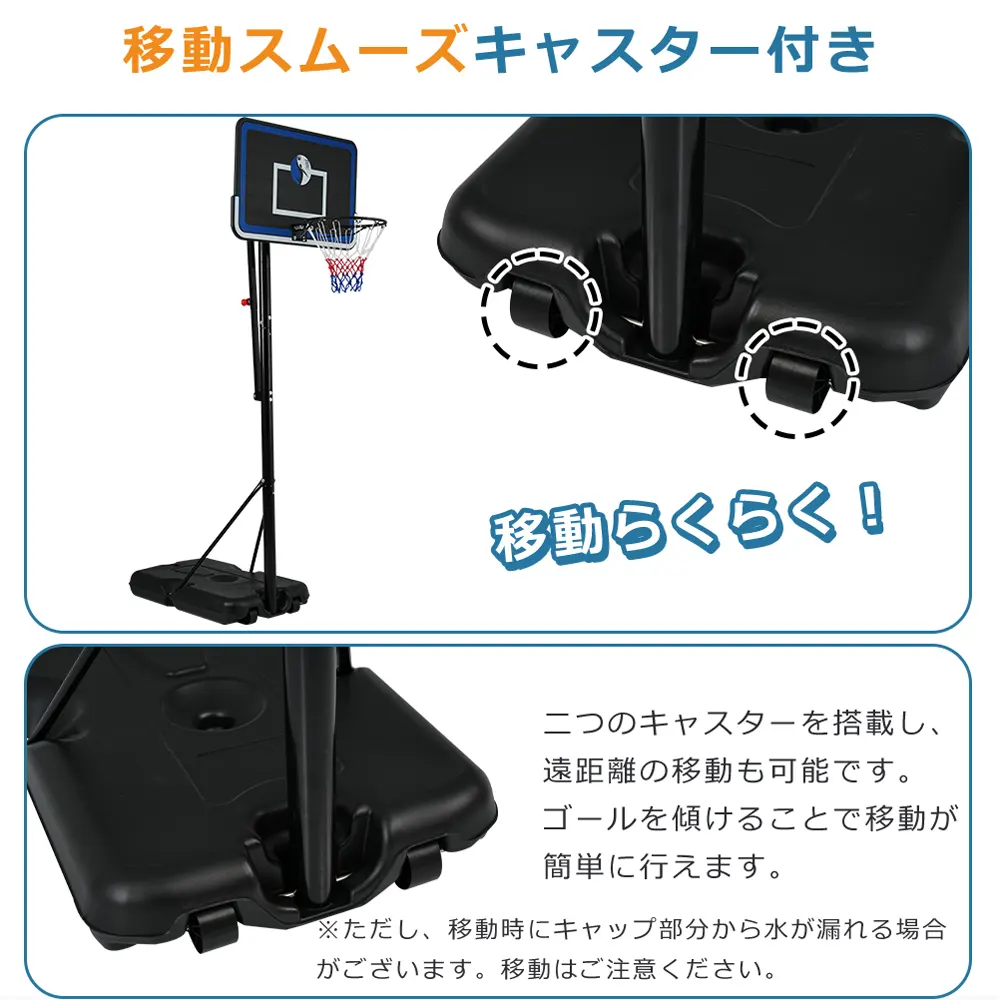 移動スムーズキャスター付き
移動らくらく！
二つのキャスターを搭載し、
遠距離の移動も可能です。
ゴールを傾けることで移動が
簡単に行えます。
※ただし、移動時にキャップ部分から水が漏れる場合
がございます。移動はご注意ください。